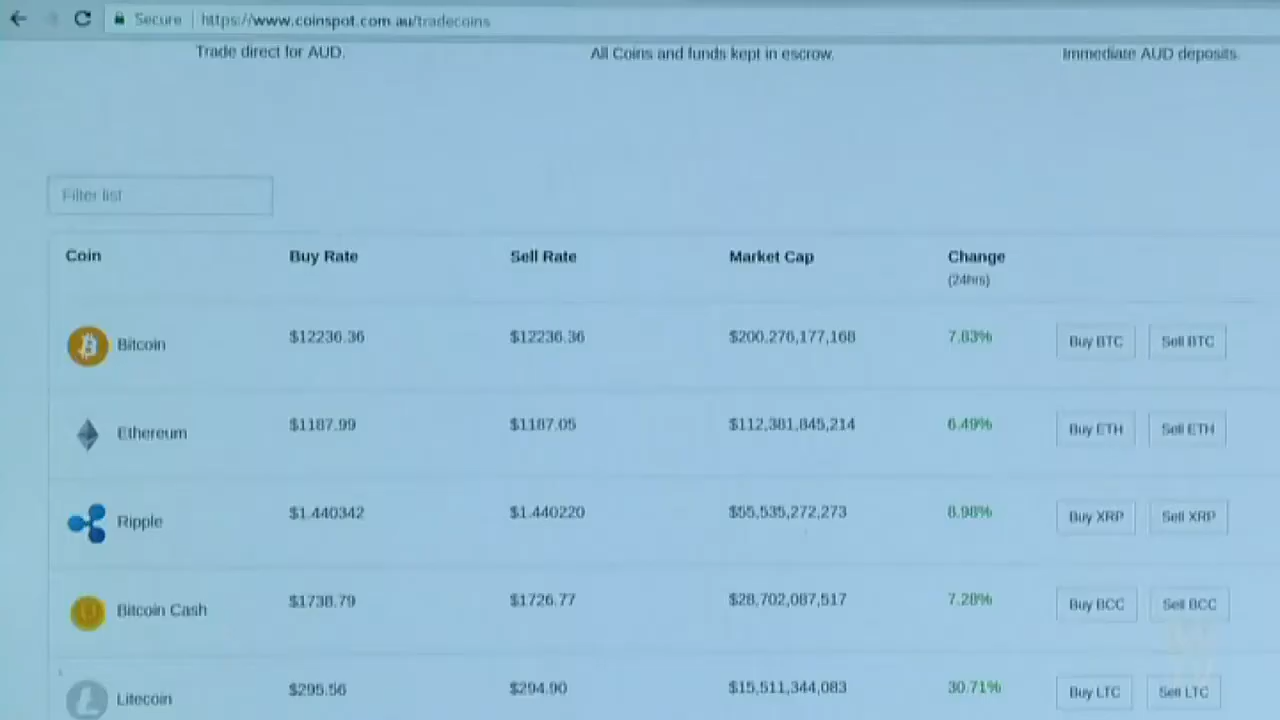 Secure https://www.coinspot.com.au/tradecoins
Trade direct for AUD. All Coins and funds kept in escrow. Immediate AUD deposits.
Filter list
Coin Buy Rate Sell Rate Market Cap Change
(24hrs)
Bitcoin $12236.36 $12236.36 $200,276,177,168 7.83% Buy BTC Sell BTC
Ethereum $1187.99 $1187.05 $112,381,845,214 6.49% Buy ETH Sell ETH
Ripple $1.440342 $1.440220 $55,535,272,273 8.98% Buy XRP Sell XRP
Bitcoin Cash $1738.79 $1726.77 $28,702,087,517 7.28% Buy BCC Sell BCC
Litecoin $295.56 $294.90 $15,511,344,083 30.71% Buy LTC Sell LTC